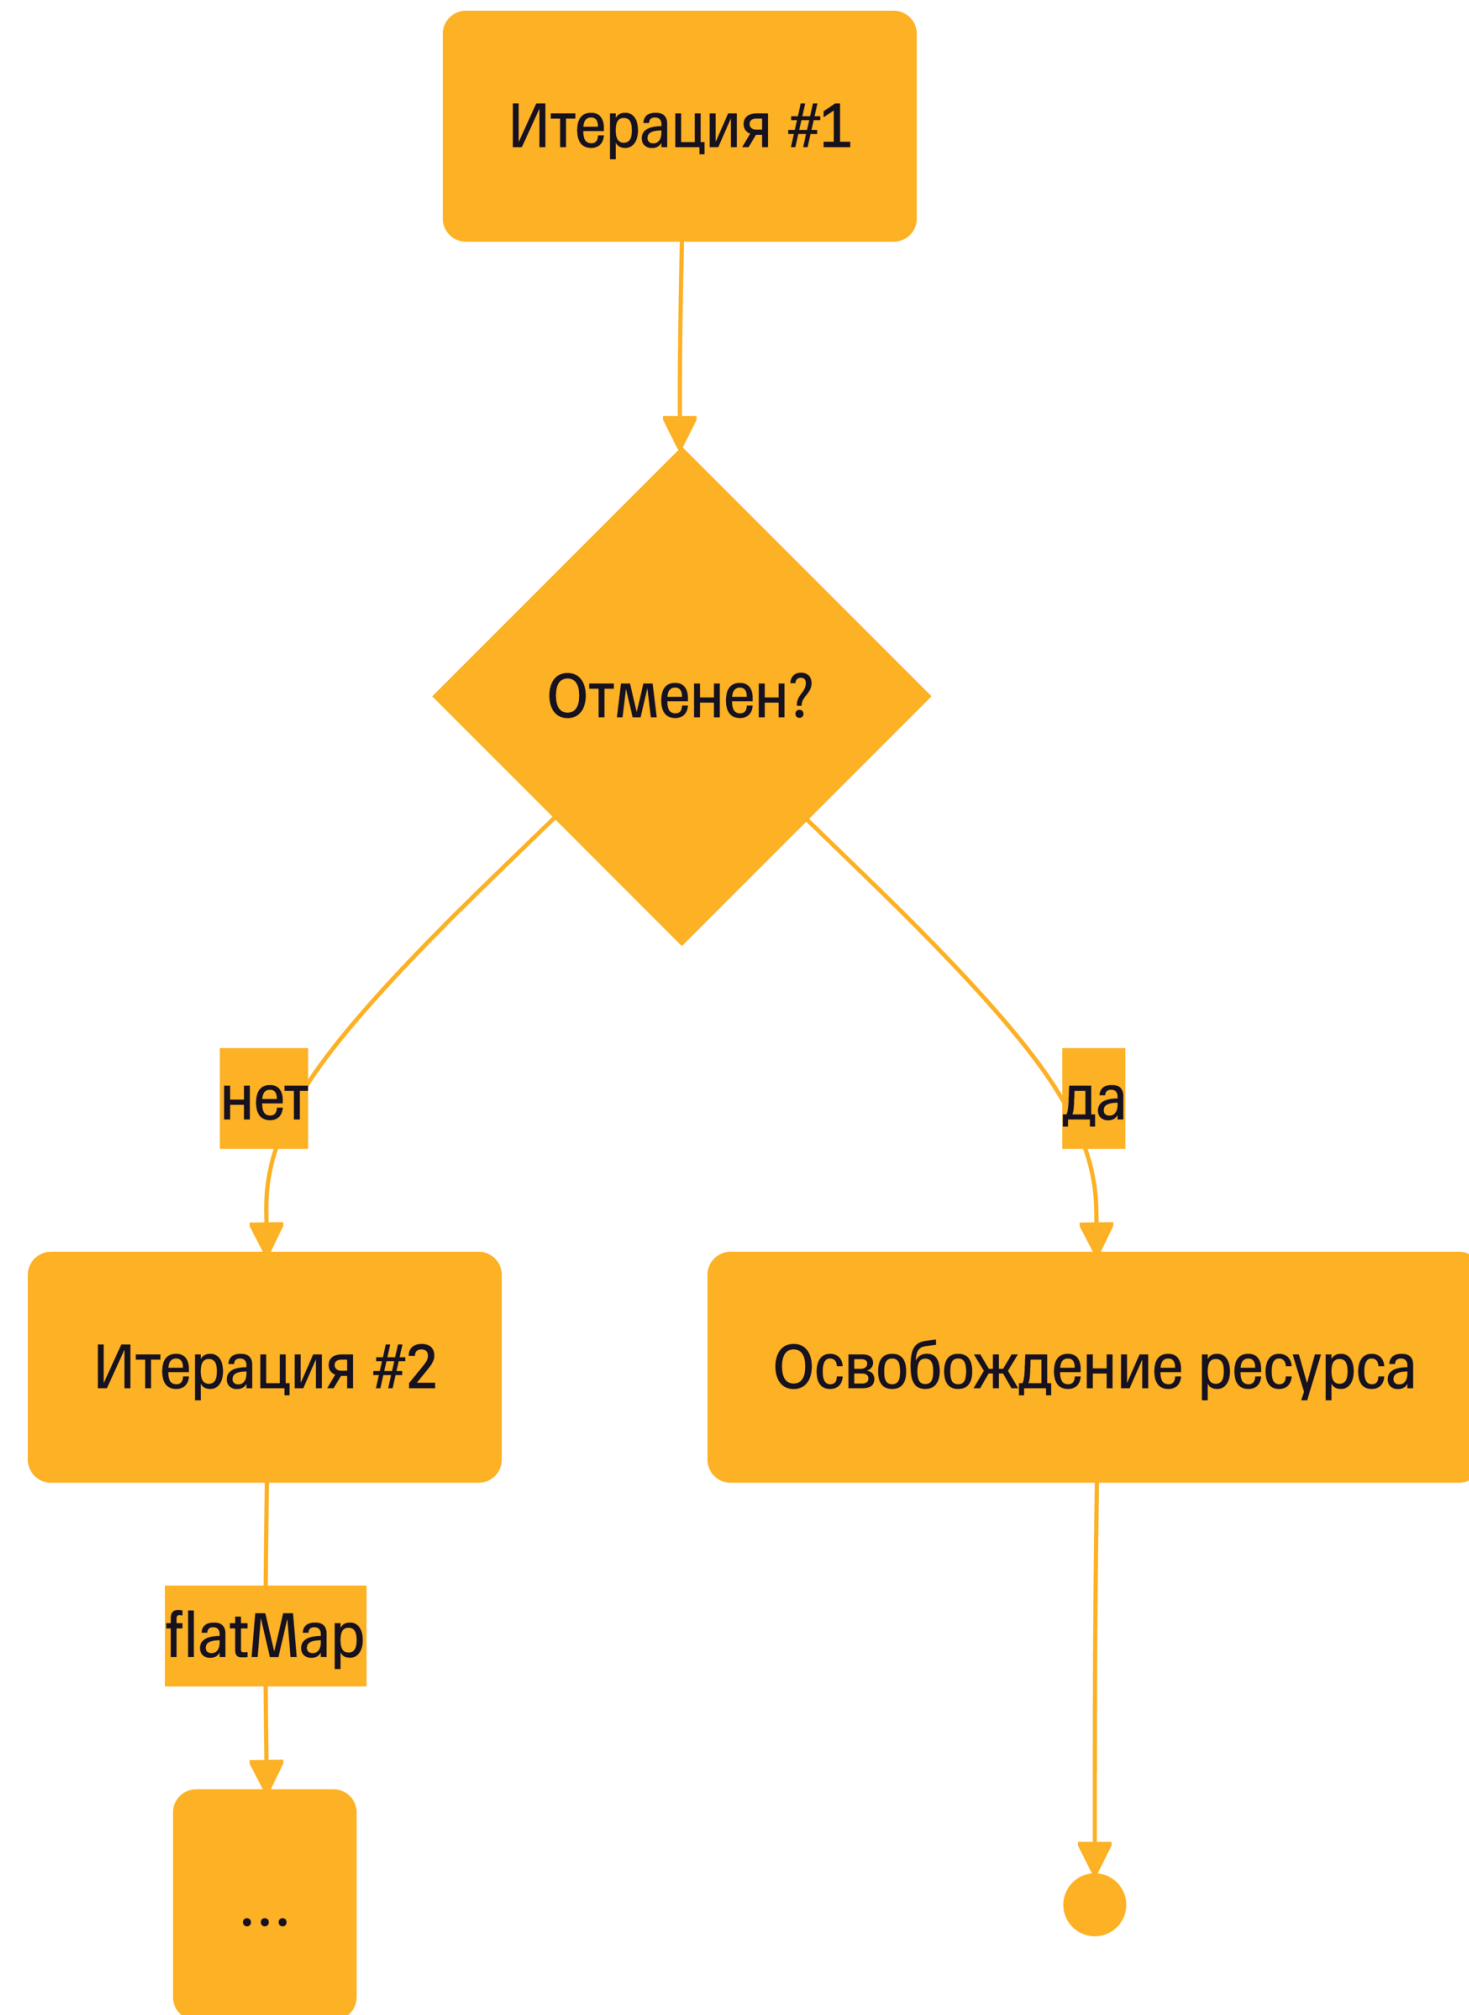 Итерация #1
Отменен?
нет
да
Итерация #2
Освобождение ресурса
flatMap
...